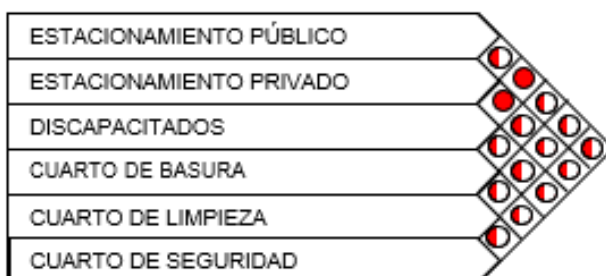 ESTACIONAMIENTO PÚBLICO
ESTACIONAMIENTO PRIVADO
DISCAPACITADOS
CUARTO DE BASURA
CUARTO DE LIMPIEZA
CUARTO DE SEGURIDAD